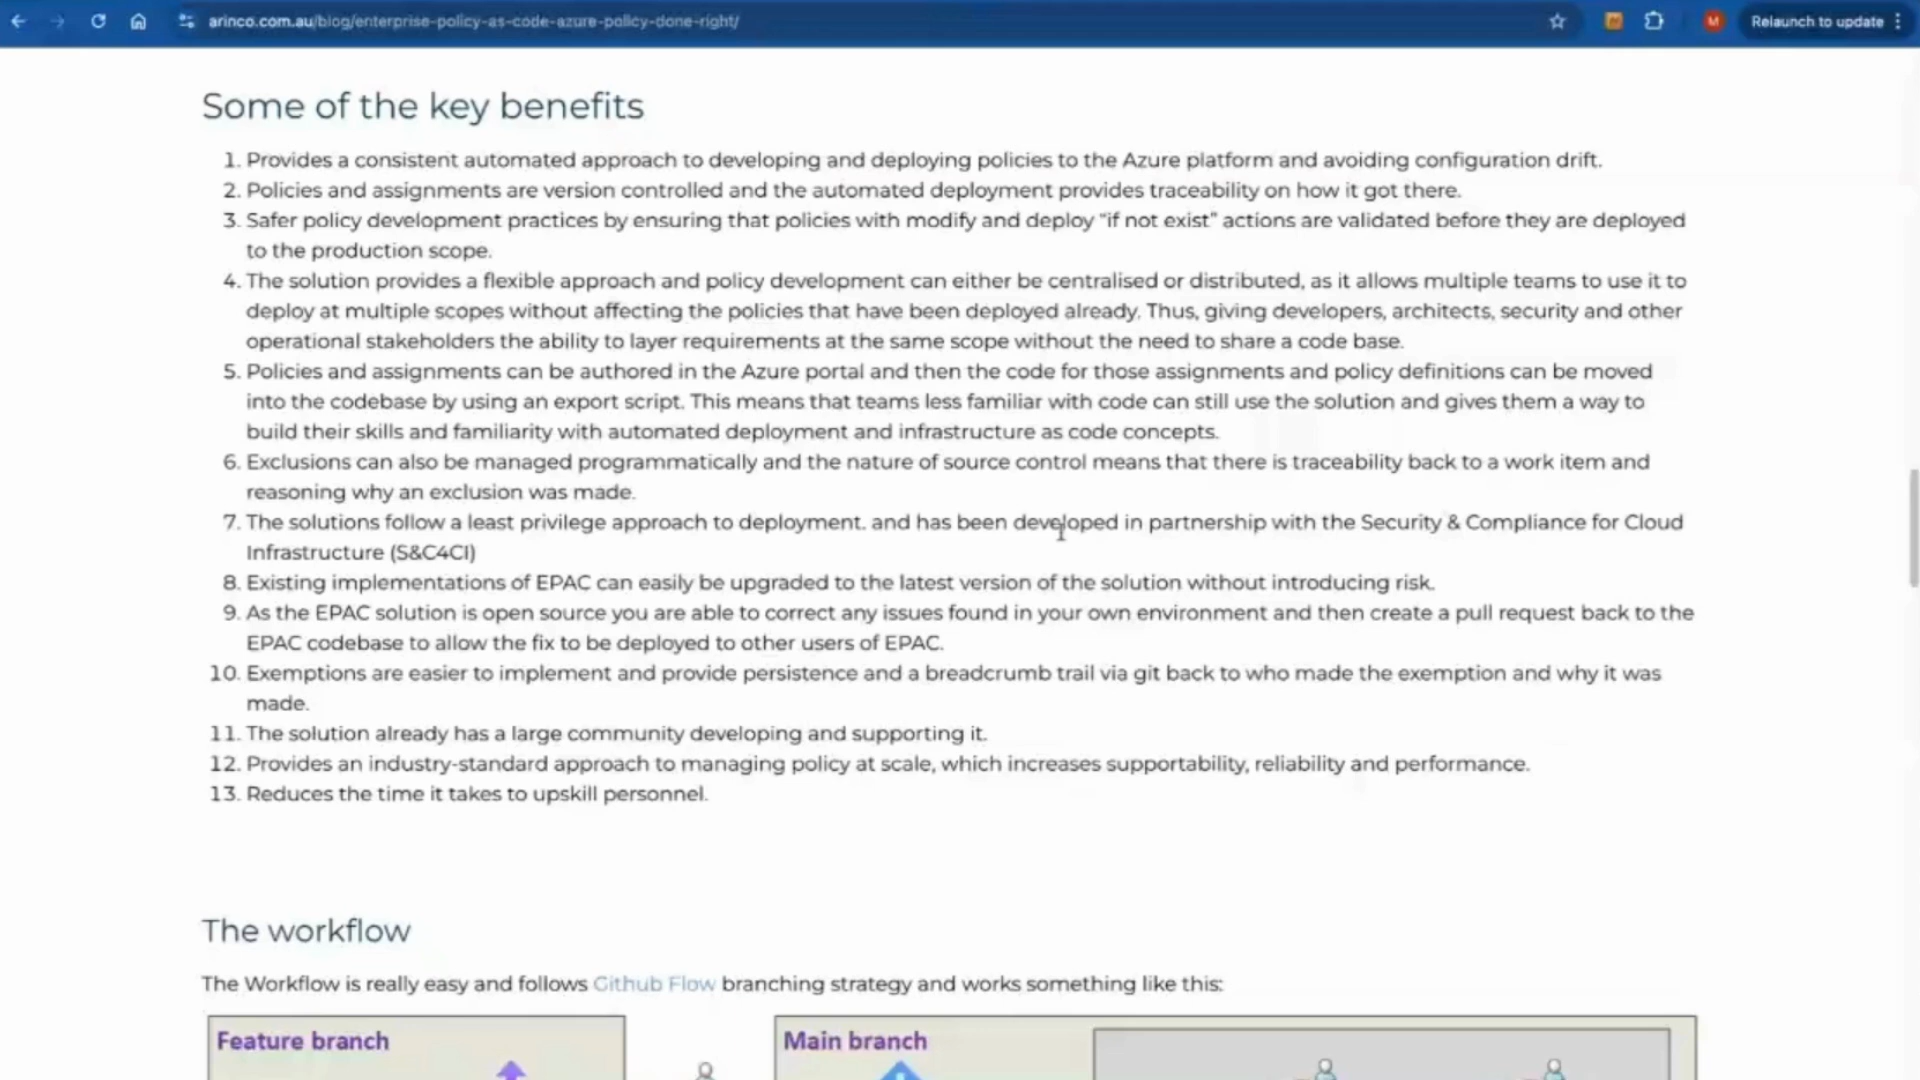 arinco.com.au/blog/enterprise-policy-as-code-azure-policy-done-right/
M
Relaunch to update
Some of the key benefits
1. Provides a consistent automated approach to developing and deploying policies to the Azure platform and avoiding configuration drift.
2. Policies and assignments are version controlled and the automated deployment provides traceability on how it got there.
3. Safer policy development practices by ensuring that policies with modify and deploy “if not exist” actions are validated before they are deployed
to the production scope.
4. The solution provides a flexible approach and policy development can either be centralised or distributed, as it allows multiple teams to use it to
deploy at multiple scopes without affecting the policies that have been deployed already. Thus, giving developers, architects, security and other
operational stakeholders the ability to layer requirements at the same scope without the need to share a code base.
5. Policies and assignments can be authored in the Azure portal and then the code for those assignments and policy definitions can be moved
into the codebase by using an export script. This means that teams less familiar with code can still use the solution and gives them a way to
build their skills and familiarity with automated deployment and infrastructure as code concepts.
6. Exclusions can also be managed programmatically and the nature of source control means that there is traceability back to a work item and
reasoning why an exclusion was made.
7. The solutions follow a least privilege approach to deployment. and has been developed in partnership with the Security & Compliance for Cloud
Infrastructure (S&C4CI)
8. Existing implementations of EPAC can easily be upgraded to the latest version of the solution without introducing risk.
9. As the EPAC solution is open source you are able to correct any issues found in your own environment and then create a pull request back to the
EPAC codebase to allow the fix to be deployed to other users of EPAC.
10. Exemptions are easier to implement and provide persistence and a breadcrumb trail via git back to who made the exemption and why it was
made.
11. The solution already has a large community developing and supporting it.
12. Provides an industry-standard approach to managing policy at scale, which increases supportability, reliability and performance.
13. Reduces the time it takes to upskill personnel.
The workflow
The Workflow is really easy and follows Github Flow branching strategy and works something like this:
Feature branch
Main branch